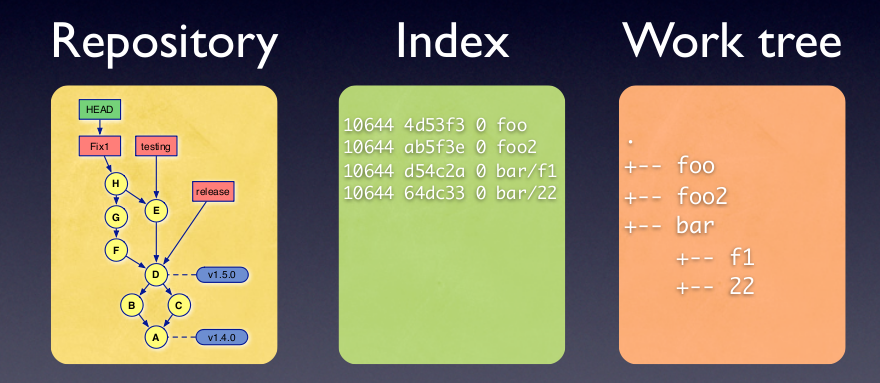 Repository
HEAD
Fix1
testing
H
release
E
G
F
D
v1.5.0
B
C
A
v1.4.0
Index
10644 4d53f3 0 foo
10644 ab5f3e 0 foo2
10644 d54c2a 0 bar/f1
10644 64dc33 0 bar/22
Work tree
.
+-- foo
+-- foo2
+-- bar
+-- f1
+-- 22